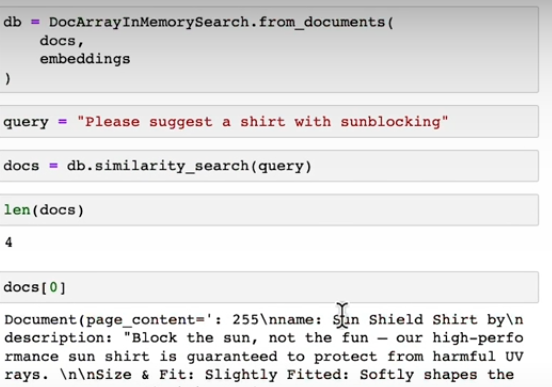 db = DocArrayInMemorySearch.from_documents(
    docs,
    embeddings
)
query = "Please suggest a shirt with sunblocking"
docs = db.similarity_search(query)
len(docs)
4
docs[0]
Document(page_content=': 255\nname: Sun Shield Shirt by\n
description: "Block the sun, not the fun – our high-perfo
rmance sun shirt is guaranteed to protect from harmful UV
rays. \n\nSize & Fit: Slightly Fitted: Softly shapes the